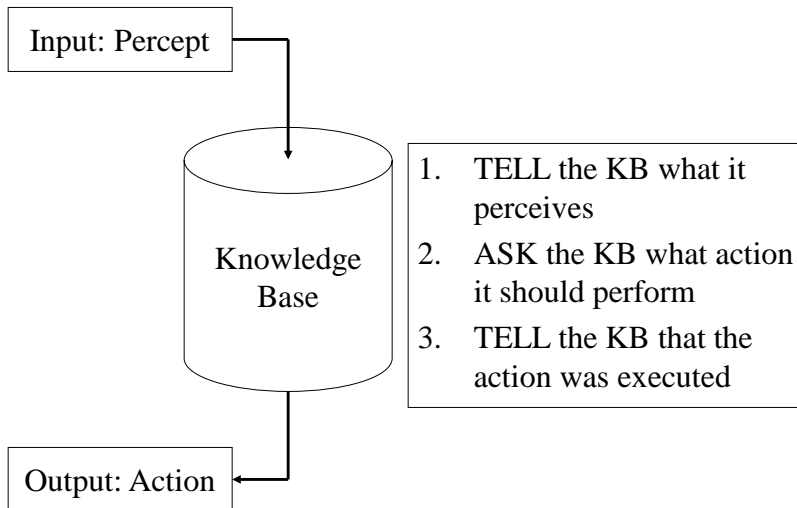 Input: Percept
Knowledge
Base
1. TELL the KB what it
perceives
2. ASK the KB what action
it should perform
3. TELL the KB that the
action was executed
Output: Action